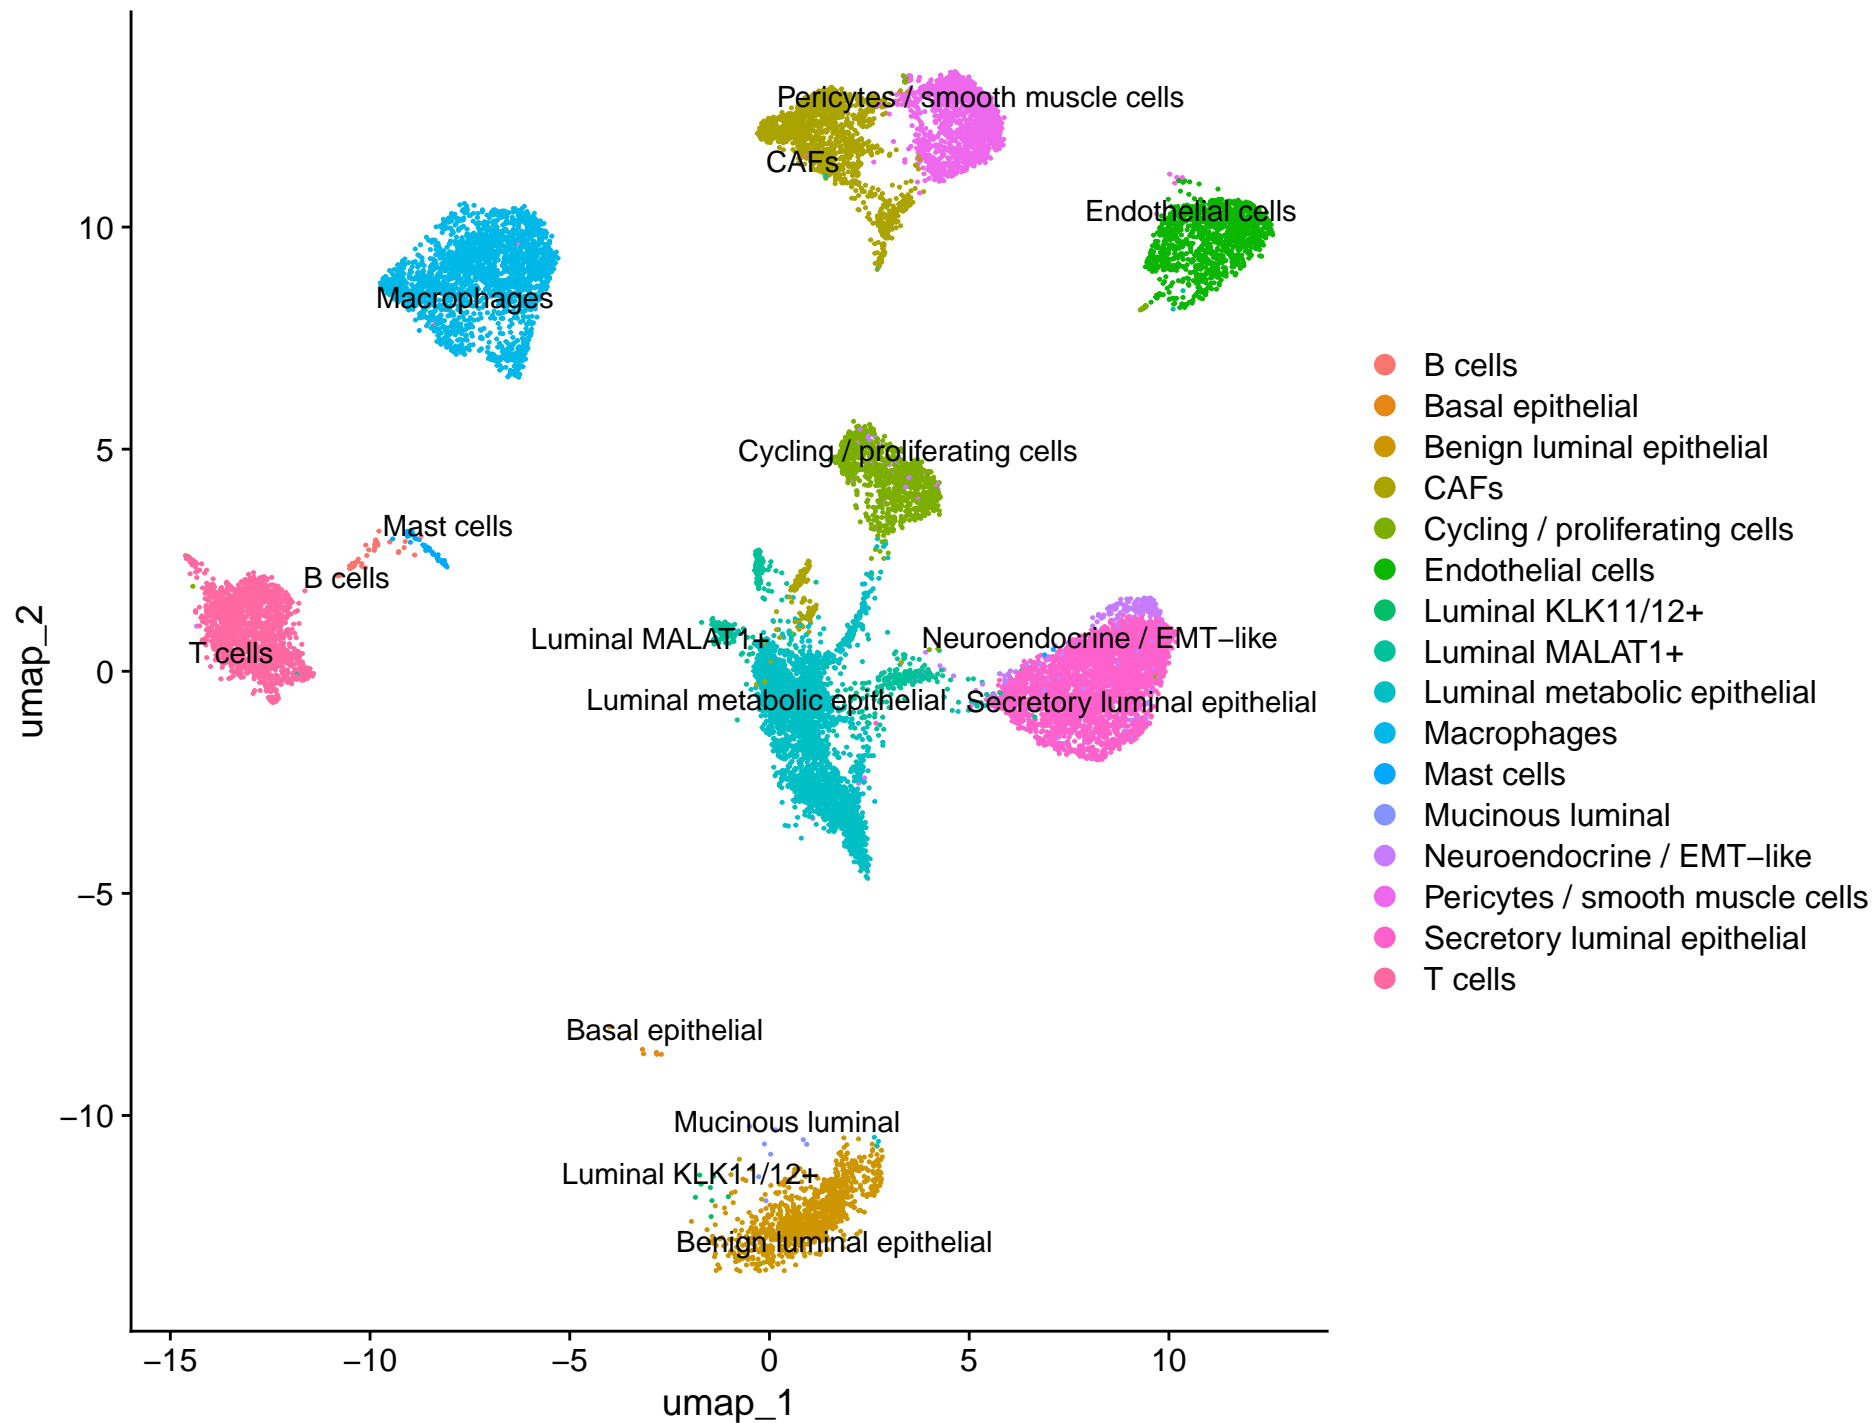 Pericytes / smooth muscle cells
CAFs
Endothelial cells
Macrophages
Cycling / proliferating cells
Mast cells
B cells
T cells
Luminal MALAT1+
Neuroendocrine / EMT−like
Luminal metabolic epithelial
Secretory luminal epithelial
Basal epithelial
Mucinous luminal
Luminal KLK11/12+
Benign luminal epithelial
10
5
0
−5
−10
umap_2
−15
−10
−5
0
5
10
umap_1
B cells
Basal epithelial
Benign luminal epithelial
CAFs
Cycling / proliferating cells
Endothelial cells
Luminal KLK11/12+
Luminal MALAT1+
Luminal metabolic epithelial
Macrophages
Mast cells
Mucinous luminal
Neuroendocrine / EMT−like
Pericytes / smooth muscle cells
Secretory luminal epithelial
T cells